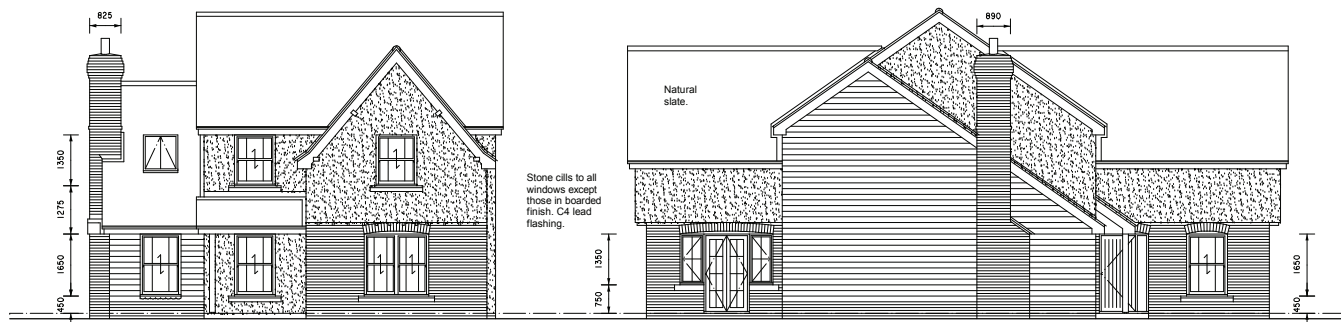 825
890
Natural
slate.
1350
1275
1650
450
Stone cills to all
windows except
those in boarded
finish. C4 lead
flashing.
1350
750
1650
450